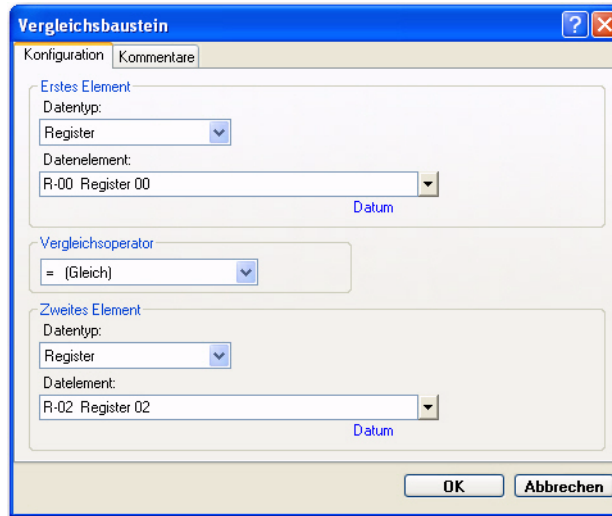 Vergleichsbaustein
Konfiguration Kommentare
Erstes Element
Datentyp:
Register
Datenelement:
R-00 Register 00
Datum
Vergleichsoperator
= (Gleich)
Zweites Element
Datentyp:
Register
Datelement:
R-02 Register 02
Datum
OK Abbrechen